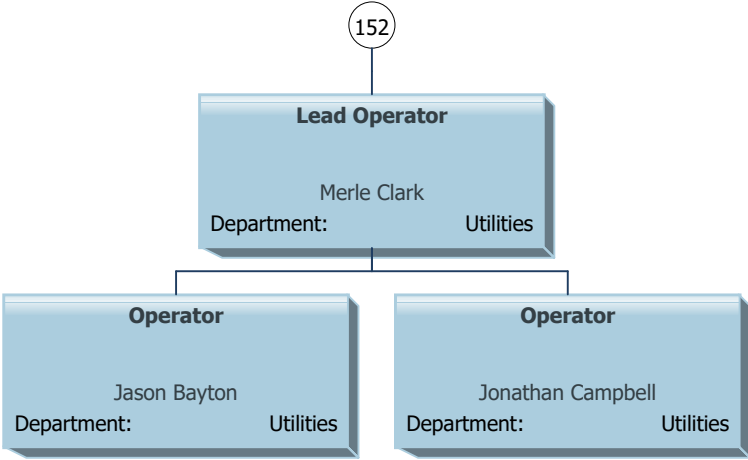 152
Lead Operator
Merle Clark
Department: Utilities
Operator
Jason Bayton
Department: Utilities
Operator
Jonathan Campbell
Department: Utilities